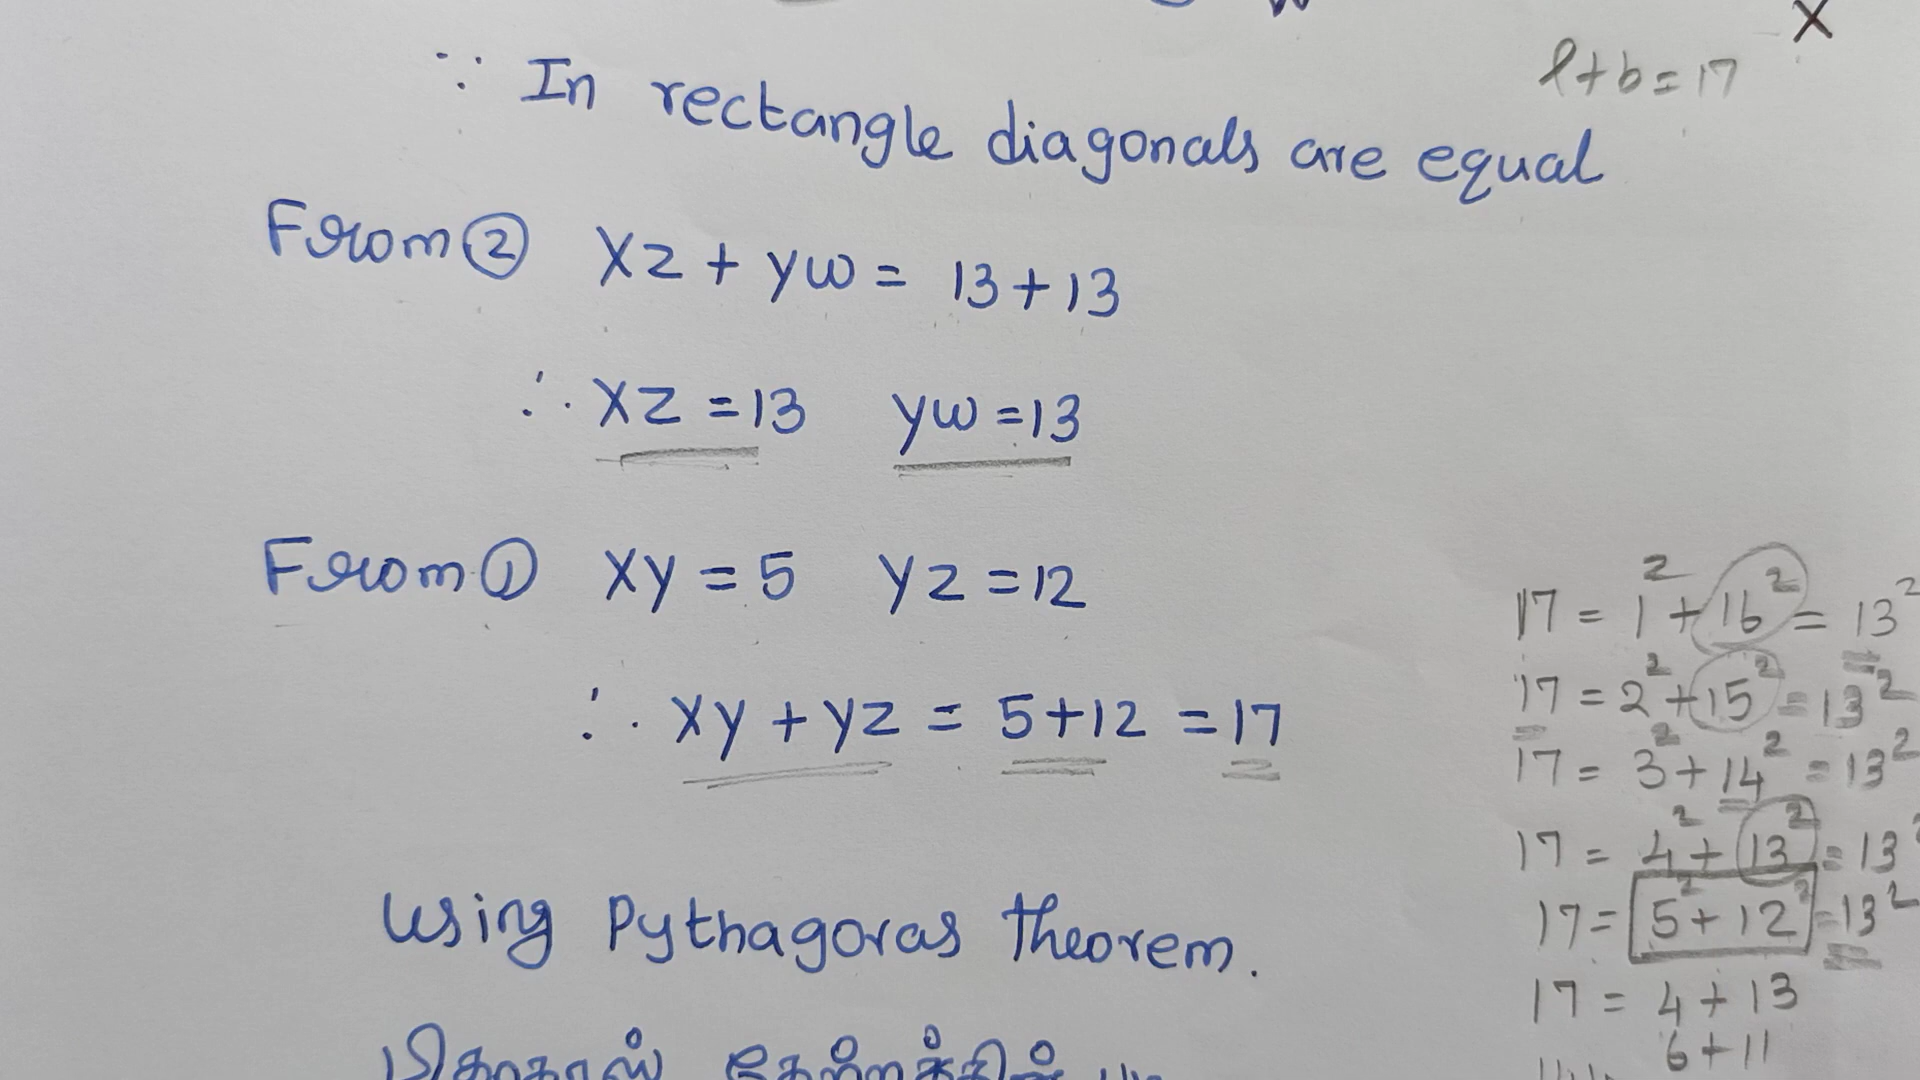 X
l+b=17
∵ In rectangle diagonals are equal
From ② XZ + YW = 13+13
∴ XZ =13 YW =13
From ① XY = 5 YZ =12
∴ XY + YZ = 5+12 = 17
Using Pythagoras theorem.
17 = 1² + 16² = 13²
17 = 2² + 15² = 13²
17 = 3² + 14² = 13²
17 = 4² + 13² = 13²
17 = 5² + 12² = 13²
17 = 4 + 13
6 + 11